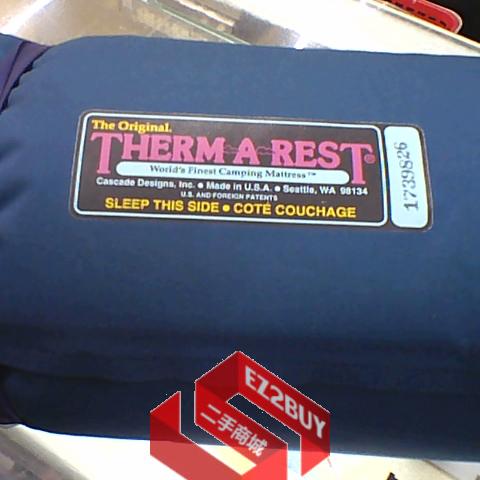 The Original.
THERM-A-REST®
World's Finest Camping Mattress™
Cascade Designs, Inc. • Made in U.S.A. • Seattle, WA 98134
U.S. AND FOREIGN PATENTS
SLEEP THIS SIDE • COTÉ COUCHAGE
1739826
EZ2BUY
二手商城